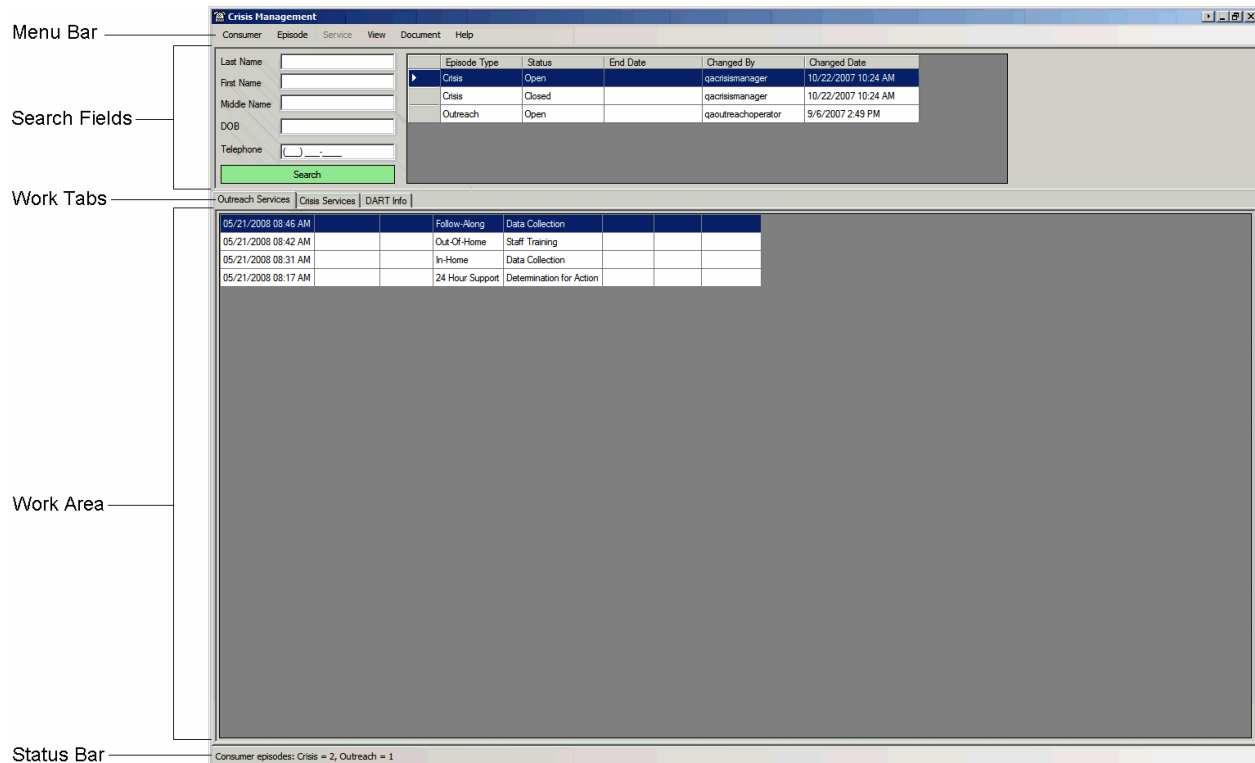 Crisis Management
Menu Bar
Consumer Episode Service View Document Help
Search Fields
Last Name
First Name
Middle Name
DOB
Telephone (___) ___-____
Search
Episode Type Status End Date Changed By Changed Date
Crisis Open qacrisismanager 10/22/2007 10:24 AM
Crisis Closed qacrisismanager 10/22/2007 10:24 AM
Outreach Open qaoutreachoperator 9/6/2007 2:49 PM
Work Tabs
Outreach Services Crisis Services DART Info
Work Area
05/21/2008 08:46 AM Follow-Along Data Collection
05/21/2008 08:42 AM Out-Of-Home Staff Training
05/21/2008 08:31 AM In-Home Data Collection
05/21/2008 08:17 AM 24 Hour Support Determination for Action
Status Bar
Consumer episodes: Crisis = 2, Outreach = 1